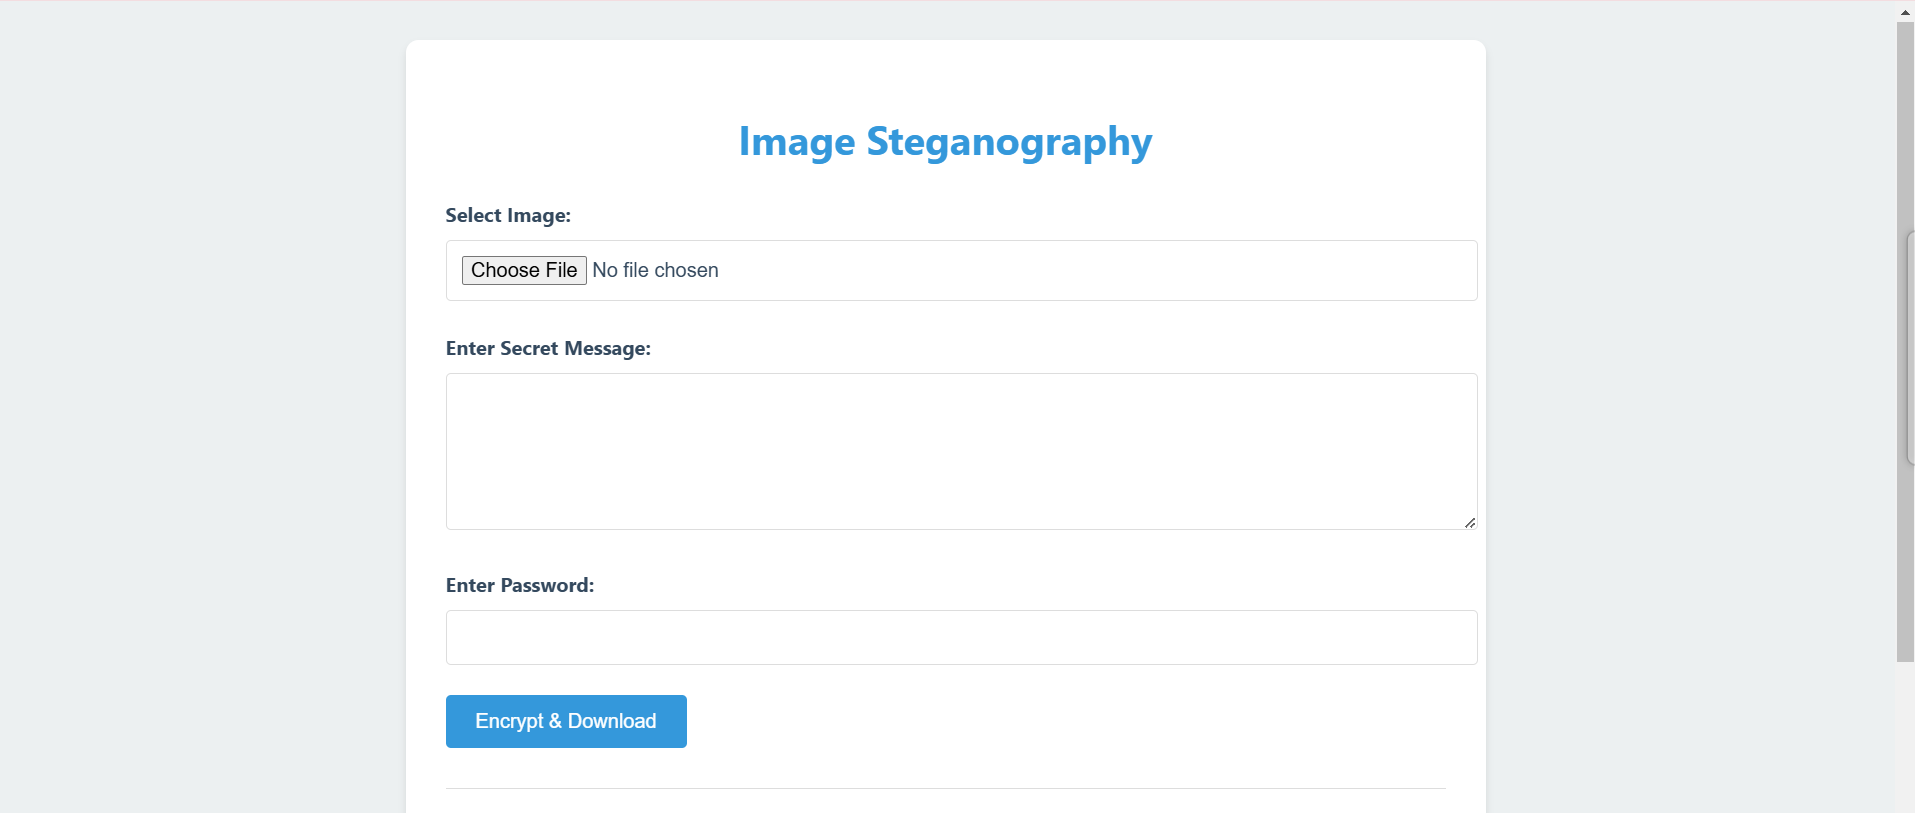 Image Steganography
Select Image:
Choose File No file chosen
Enter Secret Message:
Enter Password:
Encrypt & Download